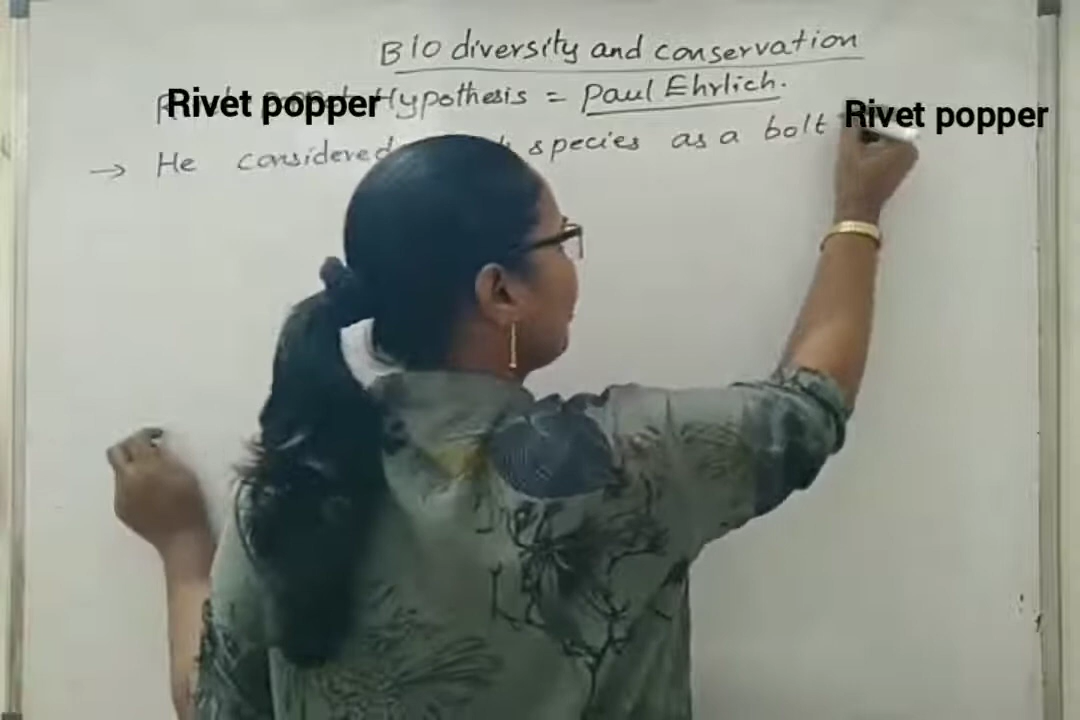 BIO diversity and conservation
Rivet popper Hypothesis = Paul Ehrlich.
→ He considered species as a bolt Rivet popper